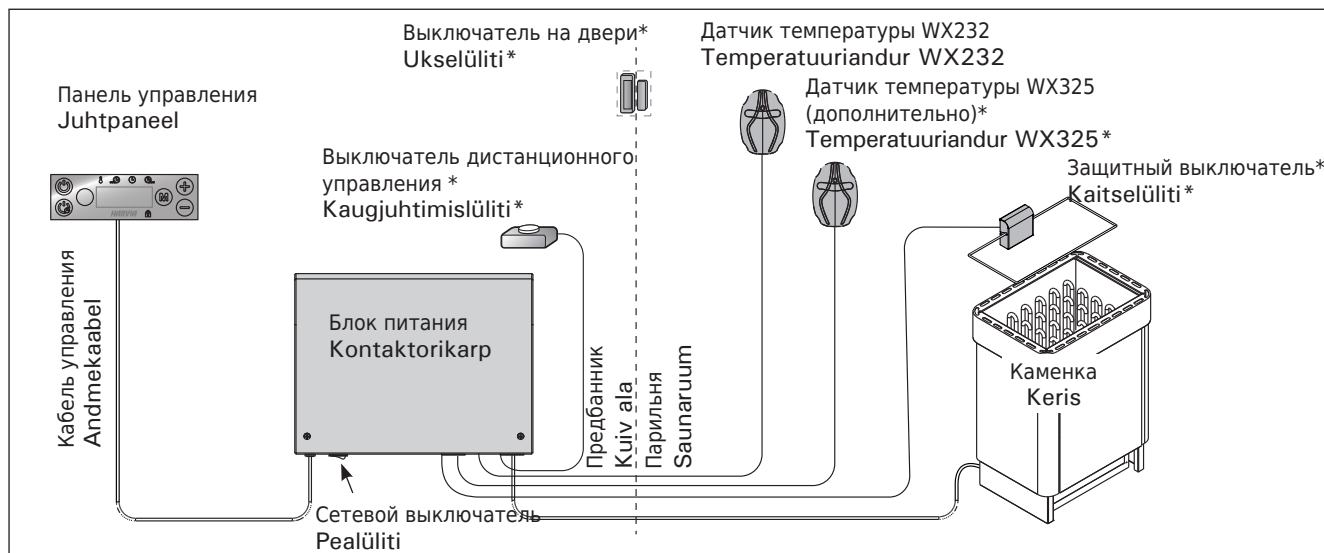 Выключатель на двери*
Ukselüliti*
Датчик температуры WX232
Temperatuuriandur WX232
Датчик температуры WX325
(дополнительно)*
Temperatuuriandur WX325*
Панель управления
Juhtpaneel
Выключатель дистанционного
управления *
Kaugjuhtimislüliti*
Защитный выключатель*
Kaitselüliti*
M
HARVIA
Кабель управления
Andmekaabel
Блок питания
Kontaktorikarp
Предбанник
Kuiv ala
Парильня
Saunaruum
Каменка
Keris
Сетевой выключатель
Pealüliti